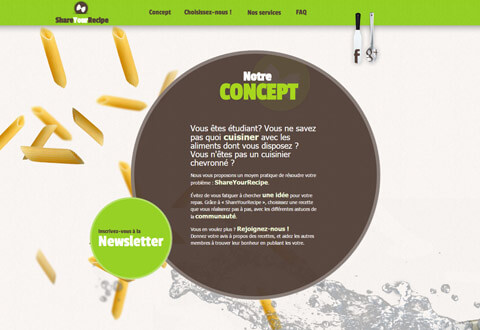 ShareYourRecipe
Concept Choisissez-nous ! Nos services FAQ
f g+
Notre
CONCEPT
Vous êtes étudiant? Vous ne savez
pas quoi cuisiner avec les
aliments dont vous disposez ?
Vous n'êtes pas un cuisinier
chevronné ?
Nous vous proposons un moyen pratique de résoudre votre
problème : ShareYourRecipe.
Évitez de vous fatiguer à chercher une idée pour votre
repas. Grâce à « ShareYourRecipe », choisissez une recette
que vous réaliserez pas à pas, avec les différentes astuces de
la communauté.
Vous en voulez plus ? Rejoignez-nous !
Donnez votre avis à propos des recettes, et aidez les autres
membres à trouver leur bonheur en publiant les votre.
Inscrivez-vous à la
Newsletter